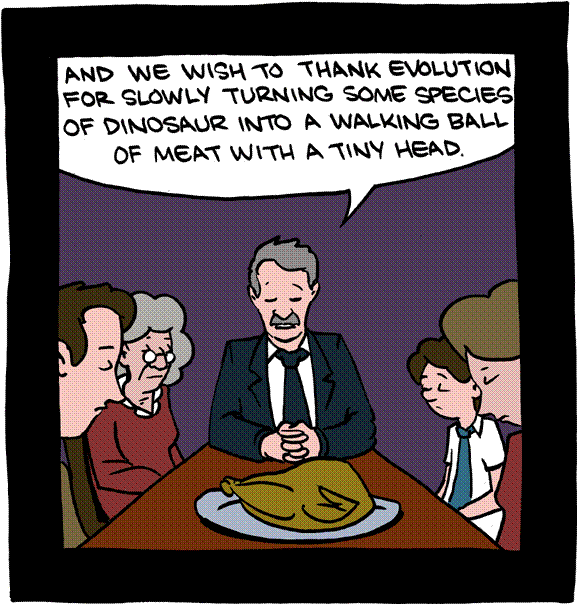 AND WE WISH TO THANK EVOLUTION
FOR SLOWLY TURNING SOME SPECIES
OF DINOSAUR INTO A WALKING BALL
OF MEAT WITH A TINY HEAD.